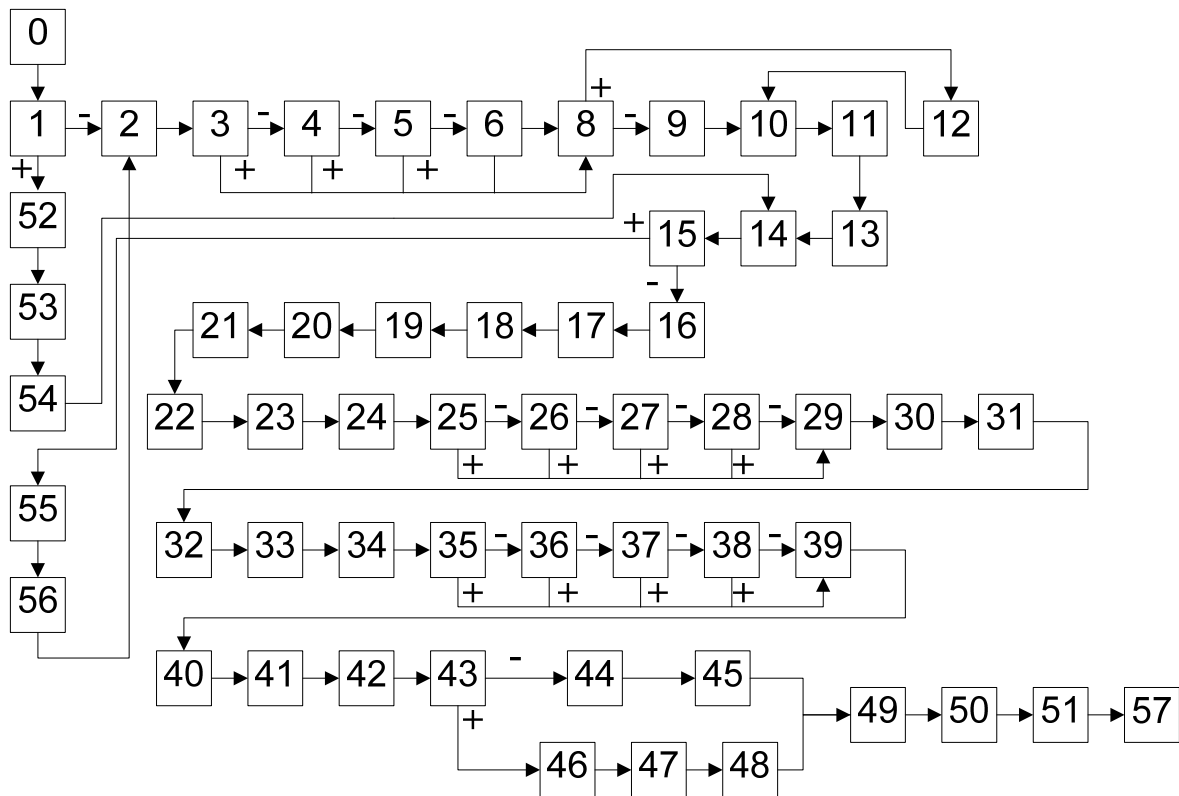 0
+
1 - 2 3 - 4 - 5 - 6 8 - 9 10 11 12
+ + + +
52
+ 15 14 13
-
53 21 20 19 18 17 16
54 22 23 24 25 - 26 - 27 - 28 - 29 30 31
+ + + +
55 32 33 34 35 - 36 - 37 - 38 - 39
56 + + + +
40 41 42 43 - 44 45
+ 49 50 51 57
46 47 48